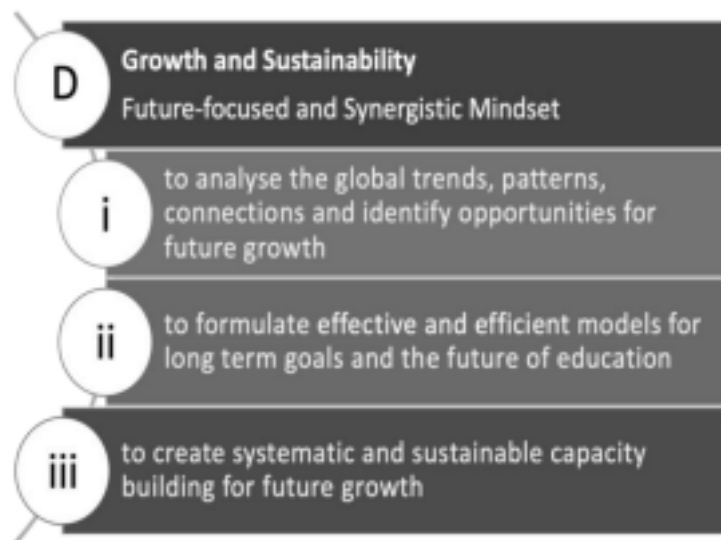 D
Growth and Sustainability
Future-focused and Synergistic Mindset
i
to analyse the global trends, patterns,
connections and identify opportunities for
future growth
ii
to formulate effective and efficient models for
long term goals and the future of education
iii
to create systematic and sustainable capacity
building for future growth